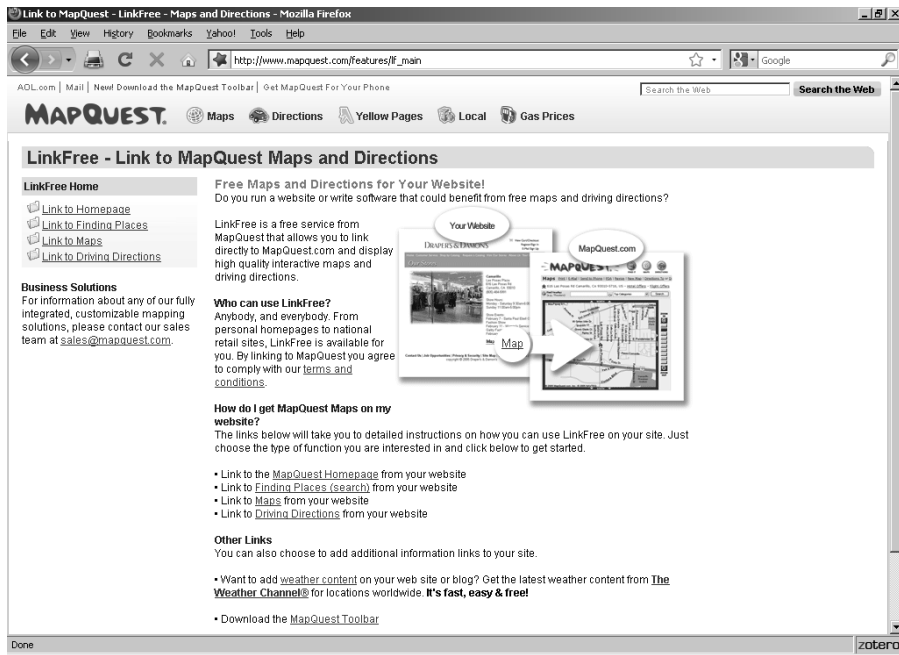 Link to MapQuest - LinkFree - Maps and Directions - Mozilla Firefox
File Edit View History Bookmarks Yahoo! Tools Help
http://www.mapquest.com/features/lf_main
Google
AOL.com | Mail | New! Download the MapQuest Toolbar | Get MapQuest For Your Phone
Search the Web
Search the Web
MAPQUEST.
Maps Directions Yellow Pages Local Gas Prices
LinkFree - Link to MapQuest Maps and Directions
LinkFree Home
Link to Homepage
Link to Finding Places
Link to Maps
Link to Driving Directions
Business Solutions
For information about any of our fully
integrated, customizable mapping
solutions, please contact our sales
team at sales@mapquest.com.
Free Maps and Directions for Your Website!
Do you run a website or write software that could benefit from free maps and driving directions?
LinkFree is a free service from
MapQuest that allows you to link
directly to MapQuest.com and display
high quality interactive maps and
driving directions.
Your Website
DRAPERS & DAMONS
MapQuest.com
MAPQUEST.
Map
Who can use LinkFree?
Anybody, and everybody. From
personal homepages to national
retail sites, LinkFree is available for
you. By linking to MapQuest you agree
to comply with our terms and
conditions.
How do I get MapQuest Maps on my
website?
The links below will take you to detailed instructions on how you can use LinkFree on your site. Just
choose the type of function you are interested in and click below to get started.
▪ Link to the MapQuest Homepage from your website
▪ Link to Finding Places (search) from your website
▪ Link to Maps from your website
▪ Link to Driving Directions from your website
Other Links
You can also choose to add additional information links to your site.
▪ Want to add weather content on your web site or blog? Get the latest weather content from The
Weather Channel® for locations worldwide. It's fast, easy & free!
▪ Download the MapQuest Toolbar
Done
zotero